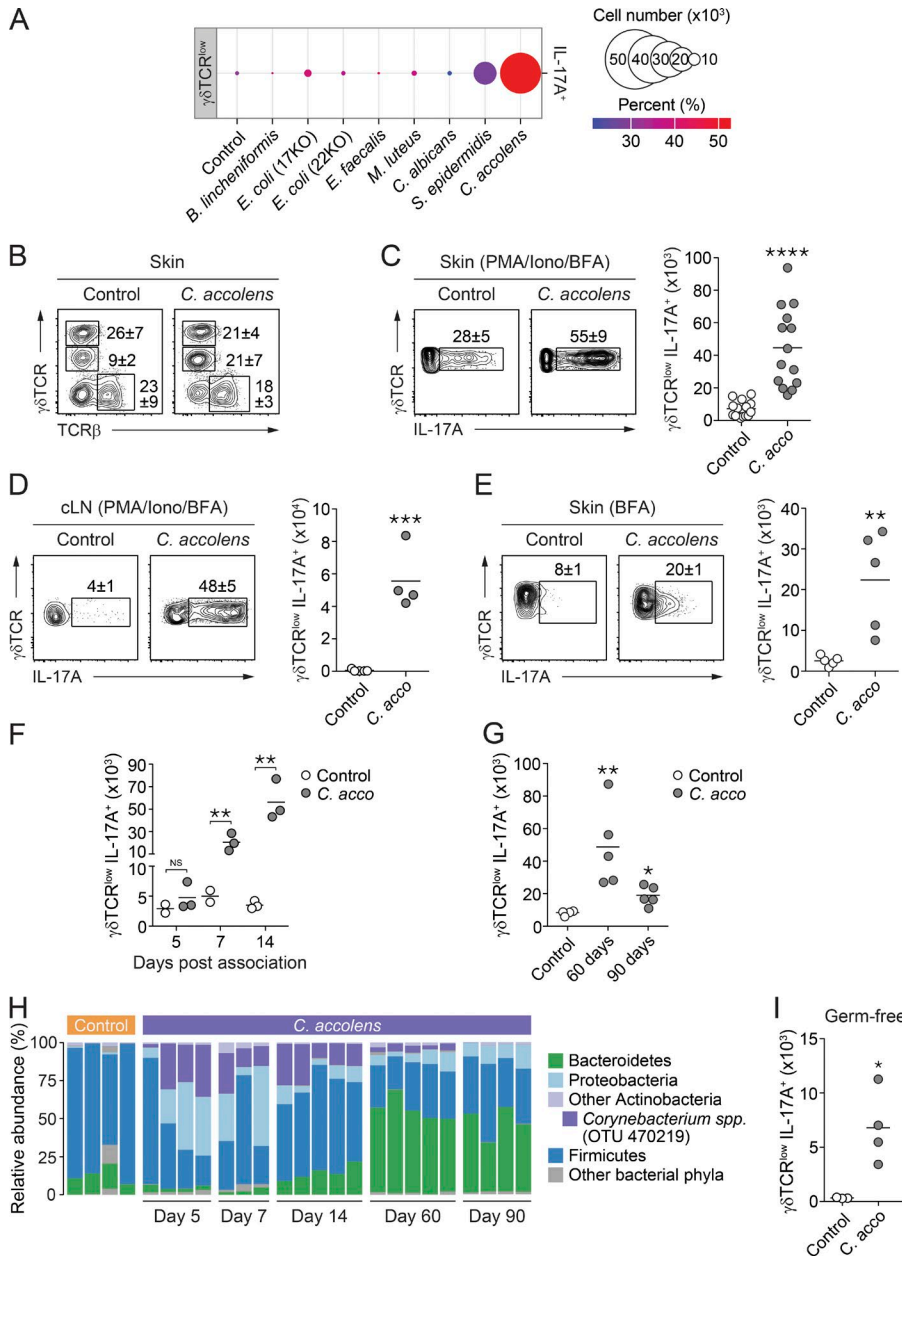 A
γδTCRlow
IL-17A+
Control
B. lincheniformis
E. coli (17KO)
E. coli (22KO)
E. faecalis
M. luteus
C. albicans
S. epidermidis
C. accolens
Cell number (x10³)
50 40 30 20 10
Percent (%)
30 40 50
B
Skin
Control C. accolens
26±7 21±4
9±2 21±7
23 18
±9 ±3
γδTCR
TCRβ
C
Skin (PMA/Iono/BFA)
Control C. accolens
28±5 55±9
γδTCR
IL-17A
γδTCRlow IL-17A+ (x10³)
100
80
60
40
20
0
****
Control
C. acco
D
cLN (PMA/Iono/BFA)
Control C. accolens
4±1 48±5
γδTCR
IL-17A
γδTCRlow IL-17A+ (x10⁴)
10
8
6
4
2
0
***
Control
C. acco
E
Skin (BFA)
Control C. accolens
8±1 20±1
γδTCR
IL-17A
γδTCRlow IL-17A+ (x10³)
40
30
20
10
0
**
Control
C. acco
F
γδTCRlow IL-17A+ (x10³)
90
70
50
30
10
10
5
0
NS
**
**
Control
C. acco
5 7 14
Days post association
G
γδTCRlow IL-17A+ (x10³)
100
80
60
40
20
0
**
*
Control
C. acco
Control
60 days
90 days
H
Control C. accolens
Relative abundance (%)
100
75
50
25
0
Day 5 Day 7 Day 14 Day 60 Day 90
Bacteroidetes
Proteobacteria
Other Actinobacteria
Corynebacterium spp.
(OTU 470219)
Firmicutes
Other bacterial phyla
I
Germ-free
γδTCRlow IL-17A+ (x10³)
15
10
5
0
*
Control
C. acco